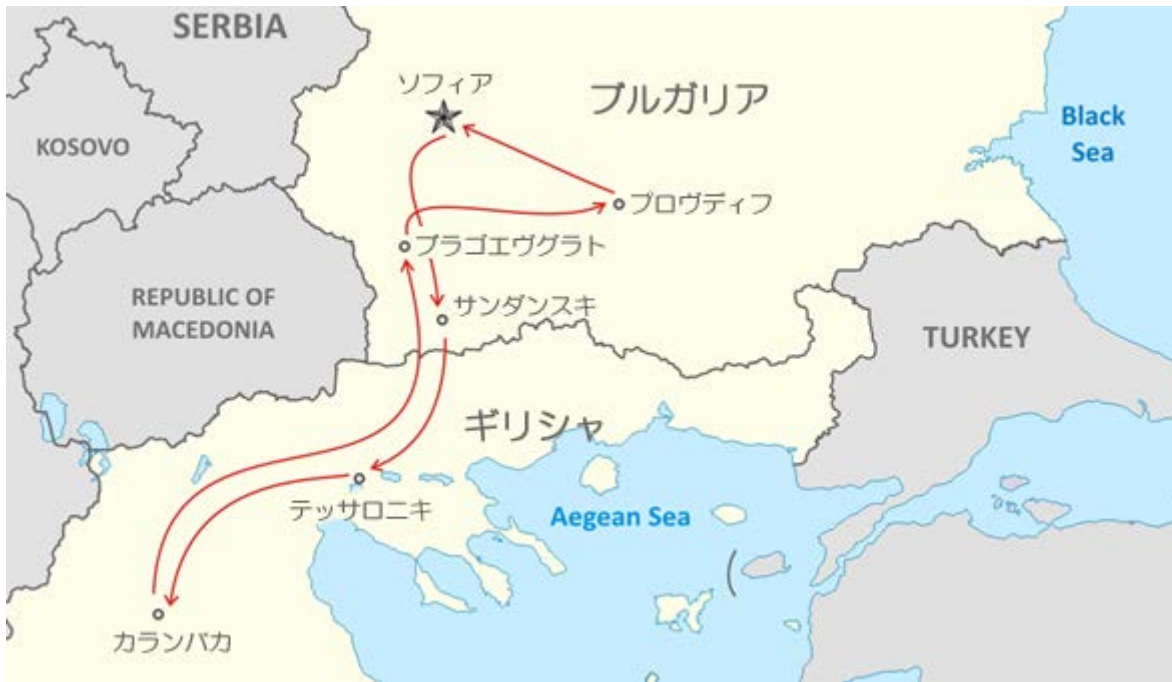 SERBIA
ソフィア
ブルガリア
Black
Sea
KOSOVO
プロヴディフ
ブラゴエヴグラト
REPUBLIC OF
MACEDONIA
サンダンスキ
TURKEY
ギリシャ
テッサロニキ
Aegean Sea
カランバカ